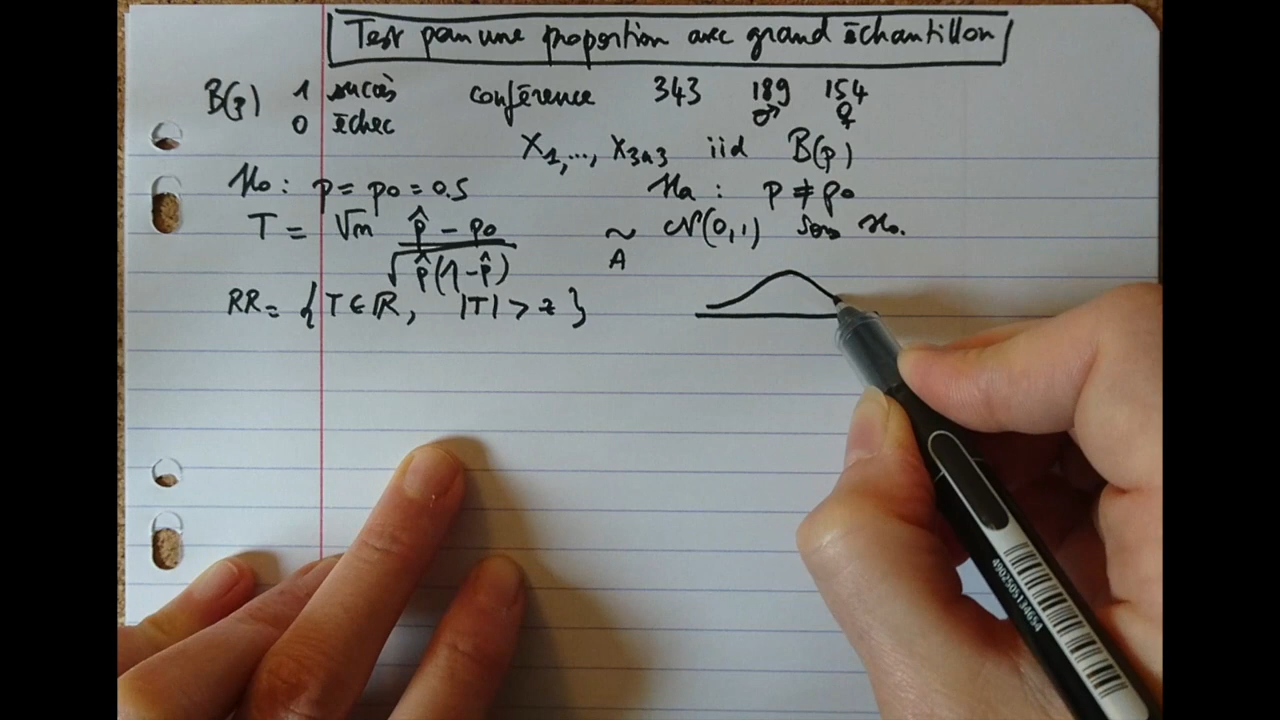 Test pour une proportion avec grand échantillon
B(p) 1 succès conférence 343 189 154
0 échec ♂ ♀
X1,..., X343 iid B(p)
H0: p = p0 = 0.5 Ha: p ≠ p0
T = √n (p̂ - p0) / √(p̂(1-p̂)) ~A N(0,1) sous H0.
RR = {T ∈ ℝ, |T| > z}
4902505134654